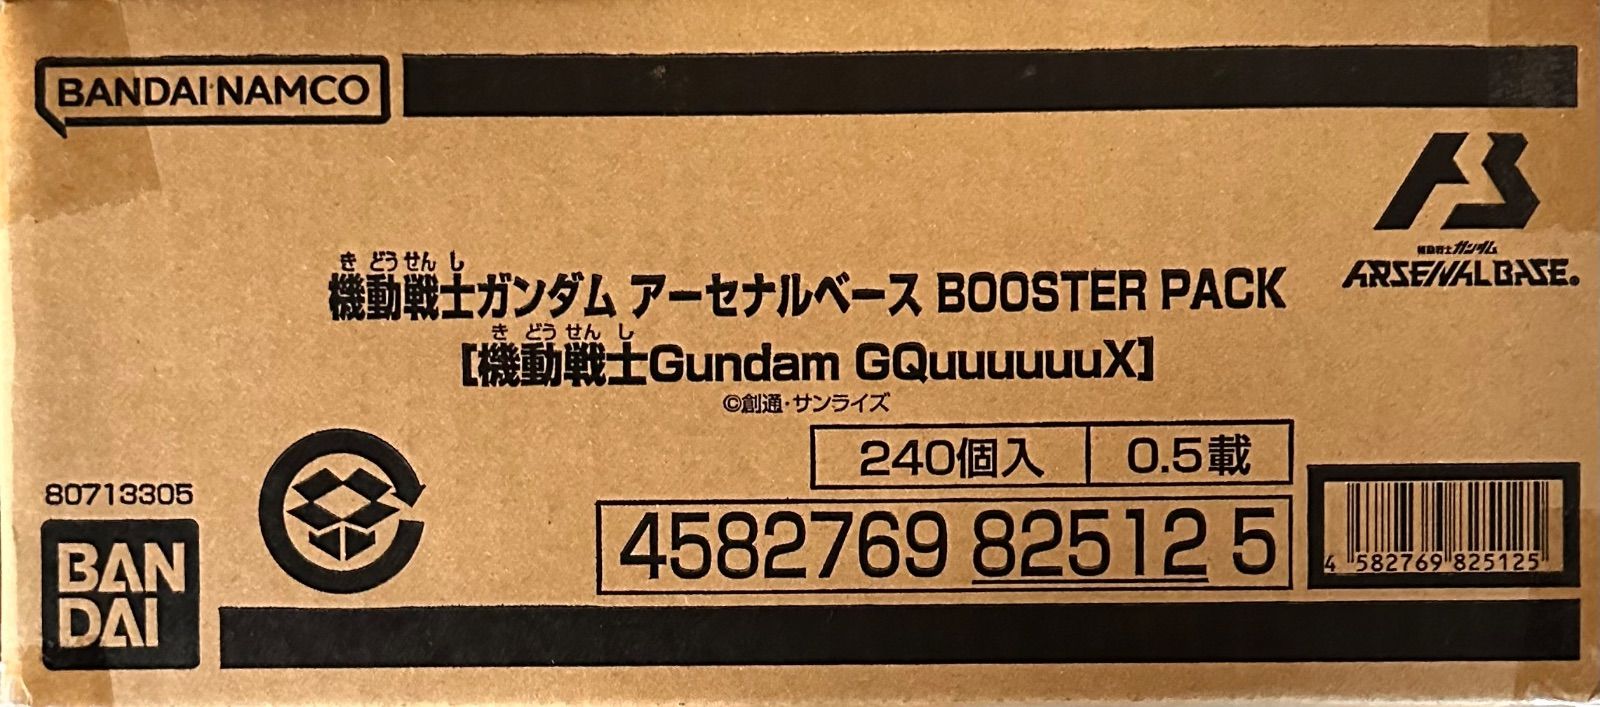 BANDAI NAMCO
AB
機動戦士ガンダム
ARSENAL BASE
きどうせんし
機動戦士ガンダム アーセナルベース BOOSTER PACK
きどうせんし
[機動戦士Gundam GQuuuuuuX]
©創通・サンライズ
240個入 0.5載
80713305
4582769 82512 5
4 582769 825125
BAN
DAI